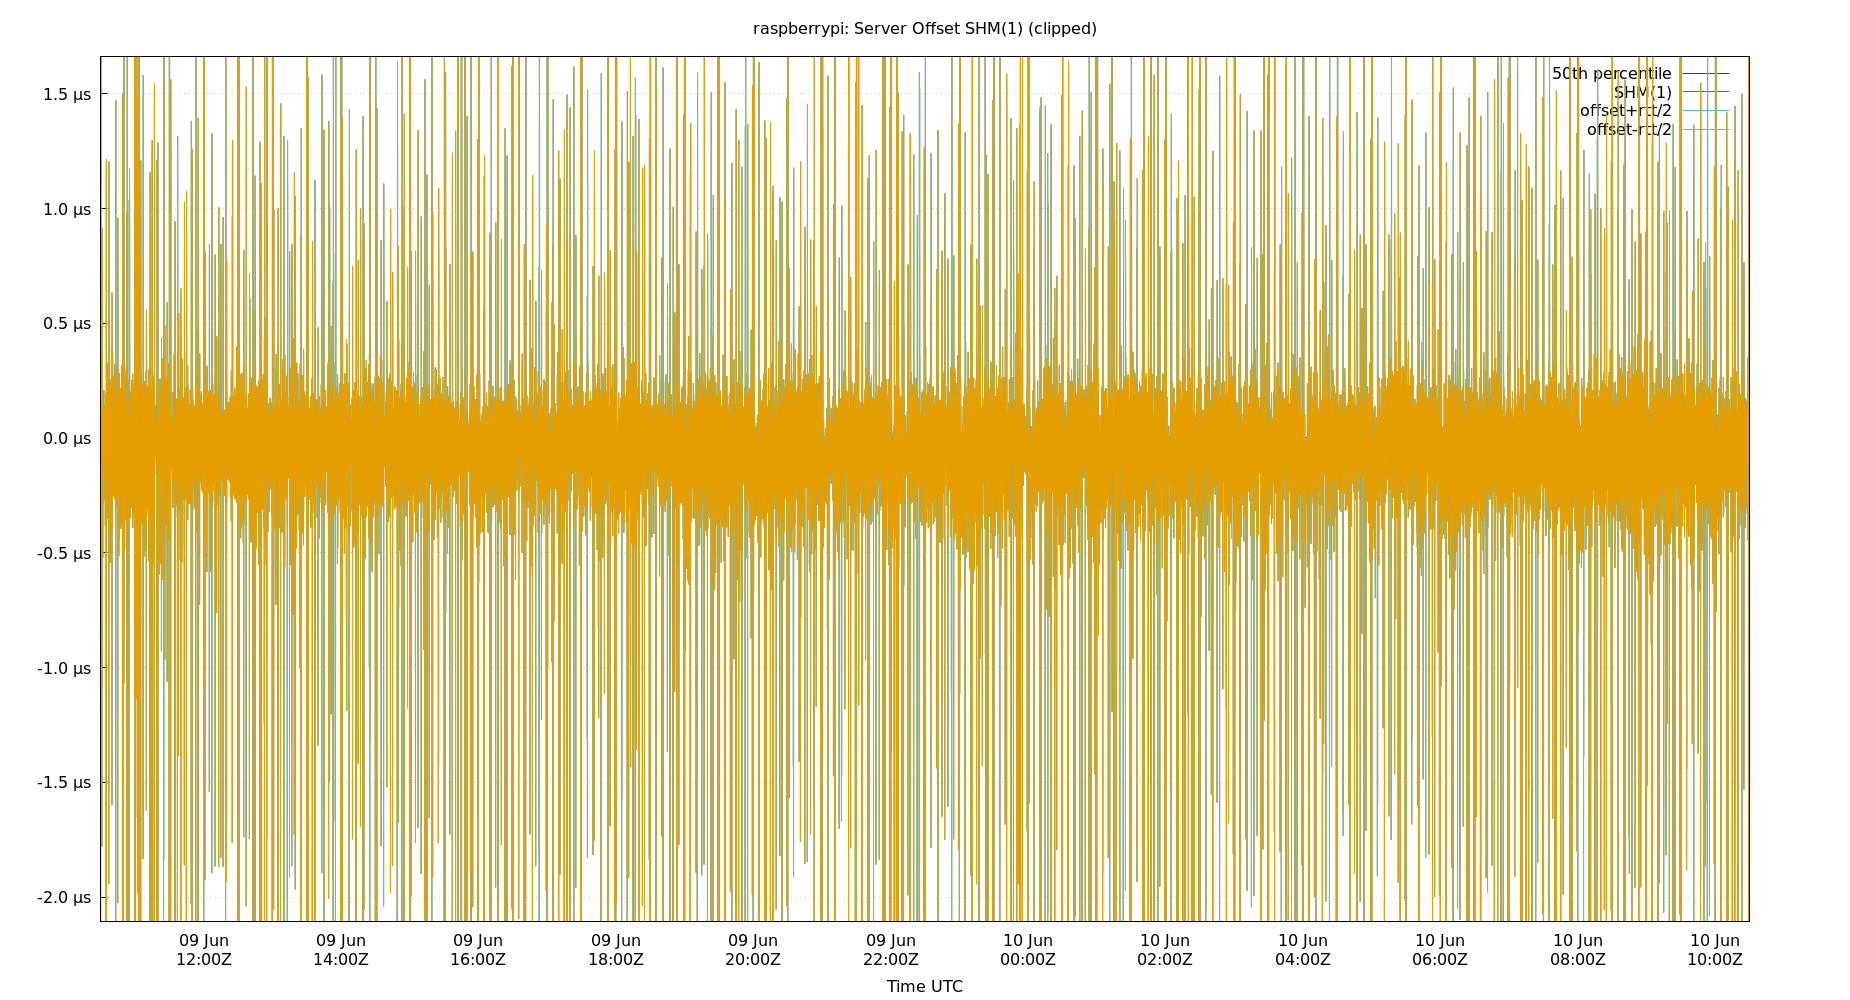 raspberrypi: Server Offset SHM(1) (clipped)
50th percentile
SHM(1)
offset+rtt/2
offset-rtt/2
1.5 µs
1.0 µs
0.5 µs
0.0 µs
-0.5 µs
-1.0 µs
-1.5 µs
-2.0 µs
09 Jun 09 Jun 09 Jun 09 Jun 09 Jun 09 Jun 10 Jun 10 Jun 10 Jun 10 Jun 10 Jun 10 Jun
12:00Z 14:00Z 16:00Z 18:00Z 20:00Z 22:00Z 00:00Z 02:00Z 04:00Z 06:00Z 08:00Z 10:00Z
Time UTC